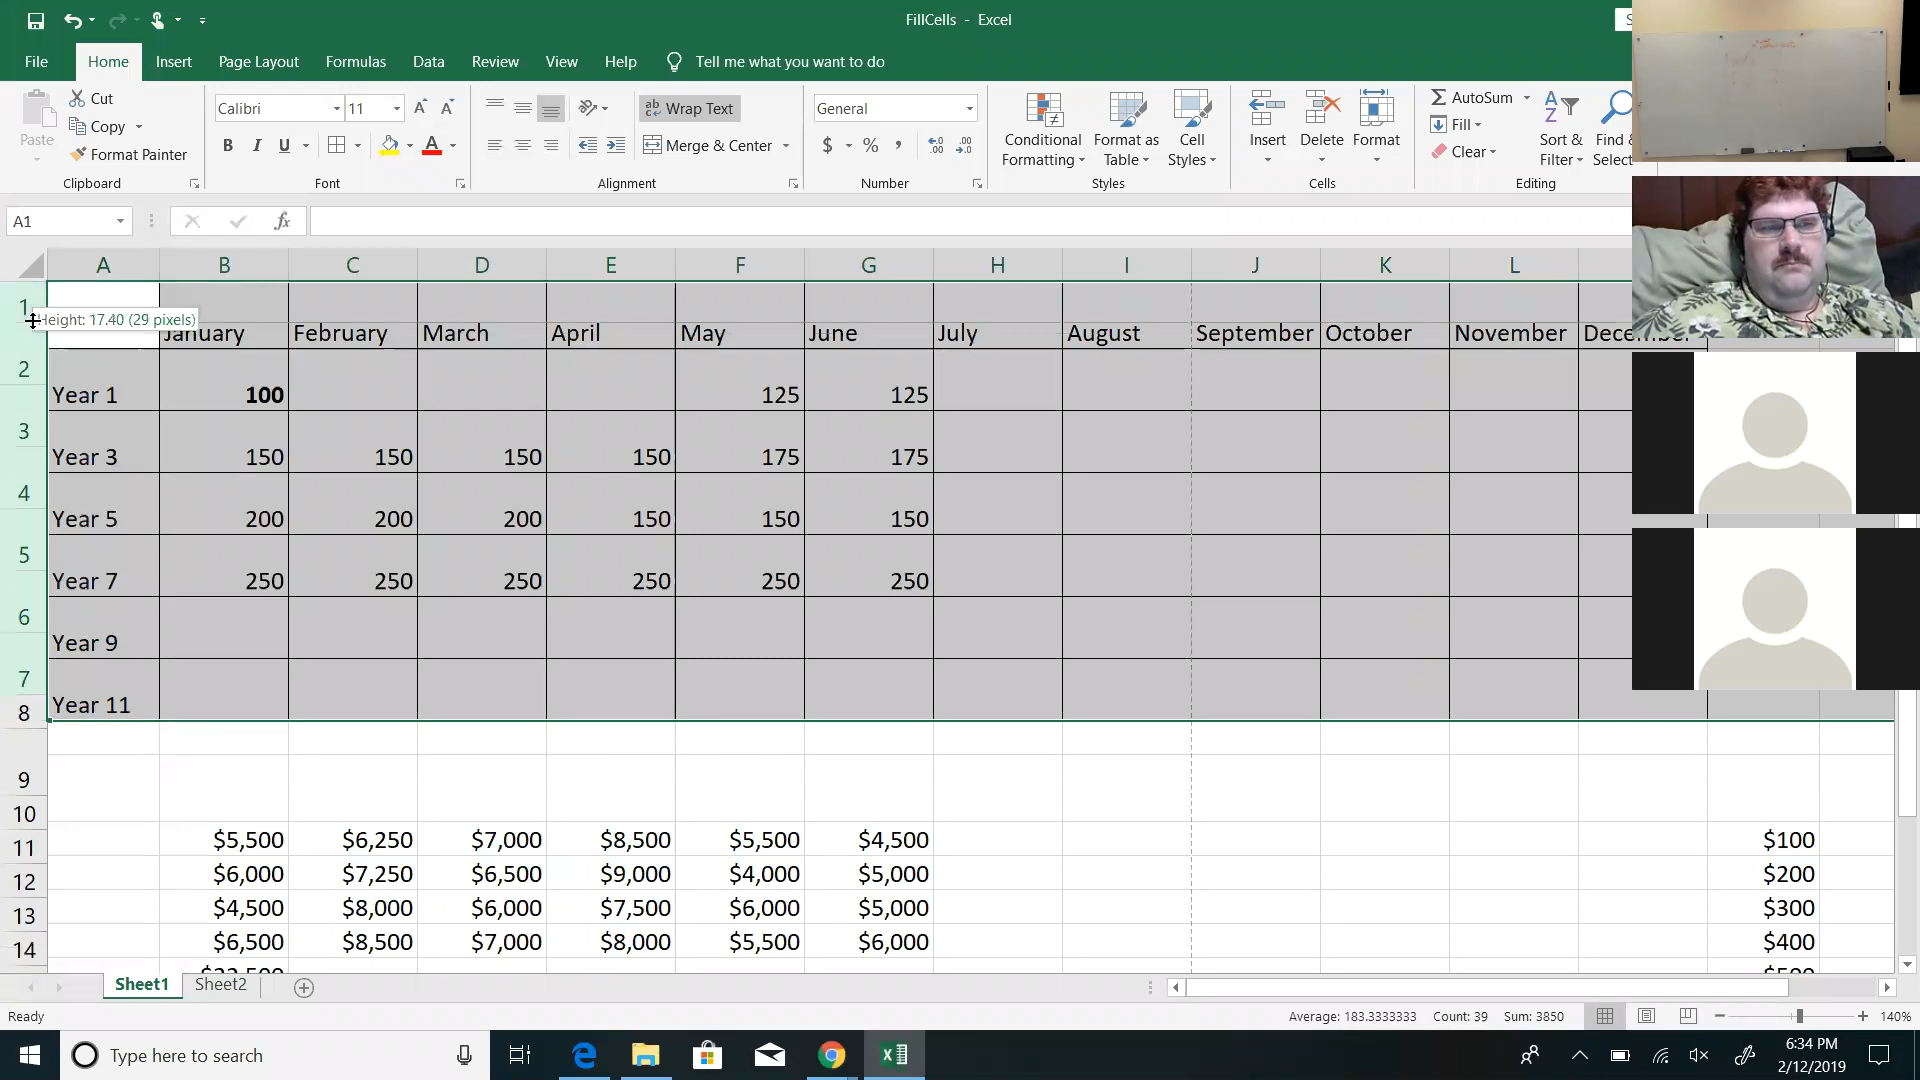 FillCells - Excel
File Home Insert Page Layout Formulas Data Review View Help Tell me what you want to do
Paste
Cut
Copy
Format Painter
Clipboard
Calibri 11
B I U
Font
Wrap Text
Merge & Center
Alignment
General
$ % ,
Number
Conditional Formatting
Format as Table
Cell Styles
Styles
Insert Delete Format
Cells
AutoSum
Fill
Clear
Sort & Filter
Find &
Editing
A1
fx
A B C D E F G H I J K L
1
Height: 17.40 (29 pixels)
January February March April May June July August September October November
2 Year 1 100 125 125
3 Year 3 150 150 150 150 175 175
4 Year 5 200 200 200 150 150 150
5 Year 7 250 250 250 250 250 250
6 Year 9
7 Year 11
8
9
10
11 $5,500 $6,250 $7,000 $8,500 $5,500 $4,500 $100
12 $6,000 $7,250 $6,500 $9,000 $4,000 $5,000 $200
13 $4,500 $8,000 $6,000 $7,500 $6,000 $5,000 $300
14 $6,500 $8,500 $7,000 $8,000 $5,500 $6,000 $400
Sheet1 Sheet2
Ready
Average: 183.3333333 Count: 39 Sum: 3850
140%
Type here to search
6:34 PM
2/12/2019